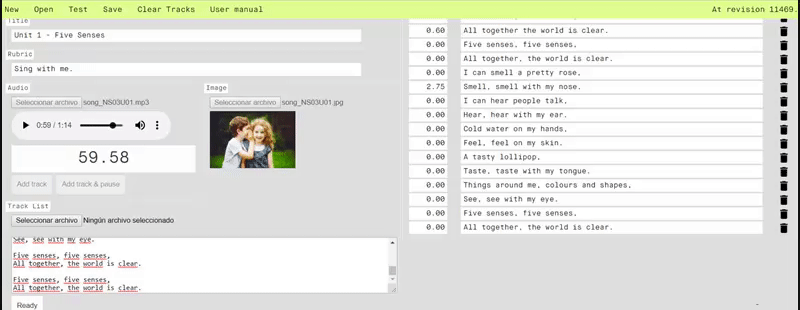 New Open Test Save Clear Tracks User manual At revision 11469.
Title
Unit 1 - Five Senses
Rubric
Sing with me.
Audio
Seleccionar archivo song_NS03U01.mp3
0:59 / 1:14
59.58
Add track Add track & pause
Image
Seleccionar archivo song_NS03U01.jpg
Track List
Seleccionar archivo Ningún archivo seleccionado
See, see with my eye.
Five senses, five senses,
All together, the world is clear.
Five senses, five senses,
All together, the world is clear.
Ready
0.60 All together the world is clear.
0.00 Five senses, five senses,
0.00 All together, the world is clear.
0.00 I can smell a pretty rose,
2.75 Smell, smell with my nose.
0.00 I can hear people talk,
0.00 Hear, hear with my ear.
0.00 Cold water on my hands,
0.00 Feel, feel on my skin.
0.00 A tasty lollipop,
0.00 Taste, taste with my tongue.
0.00 Things around me, colours and shapes,
0.00 See, see with my eye.
0.00 Five senses, five senses,
0.00 All together, the world is clear.